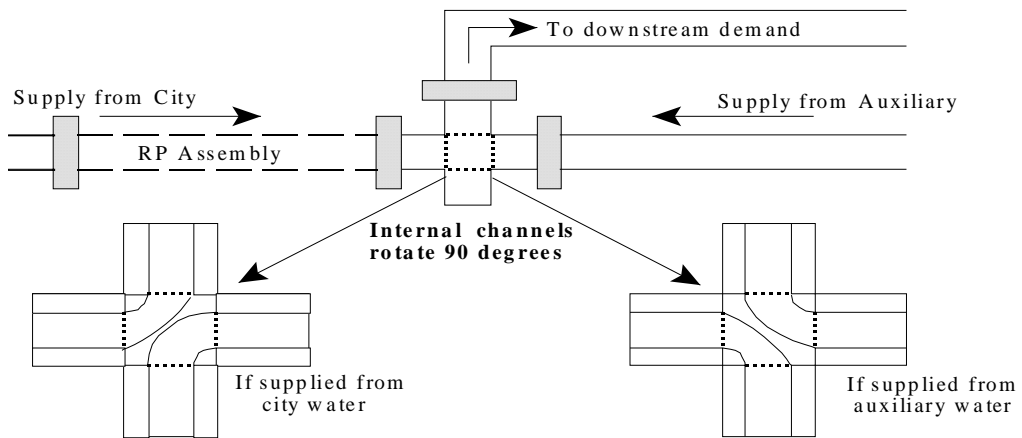 To downstream demand
Supply from City
Supply from Auxiliary
RP Assembly
Internal channels
rotate 90 degrees
If supplied from
city water
If supplied from
auxiliary water